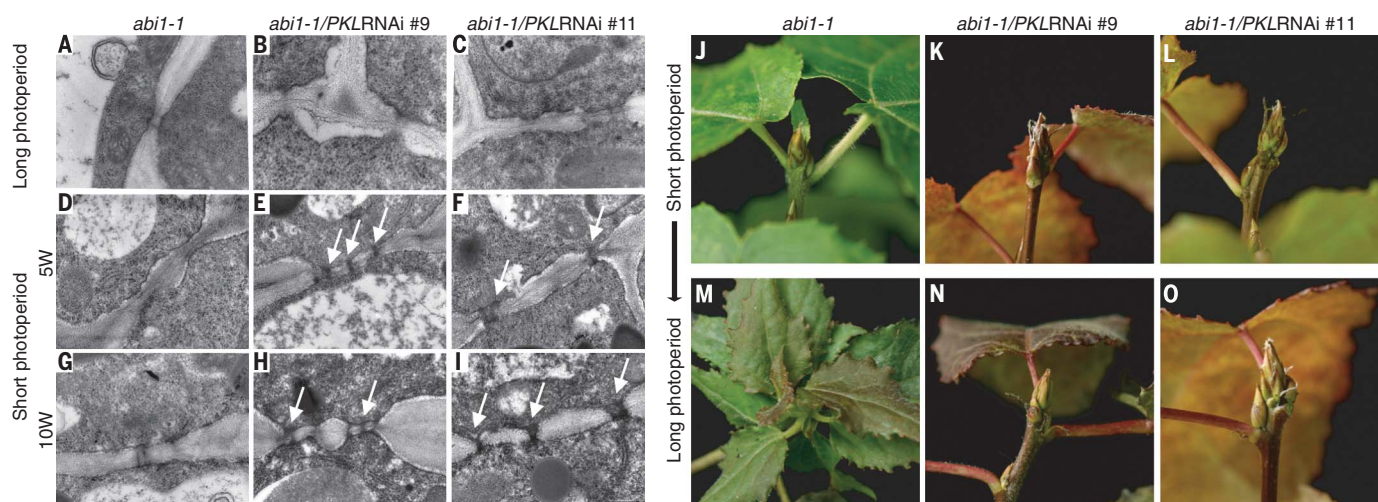 abi1-1 abi1-1/PKLRNAi #9 abi1-1/PKLRNAi #11
Long photoperiod
A B C
Short photoperiod
5W
D E F
10W
G H I
abi1-1 abi1-1/PKLRNAi #9 abi1-1/PKLRNAi #11
Short photoperiod
J K L
Long photoperiod
M N O